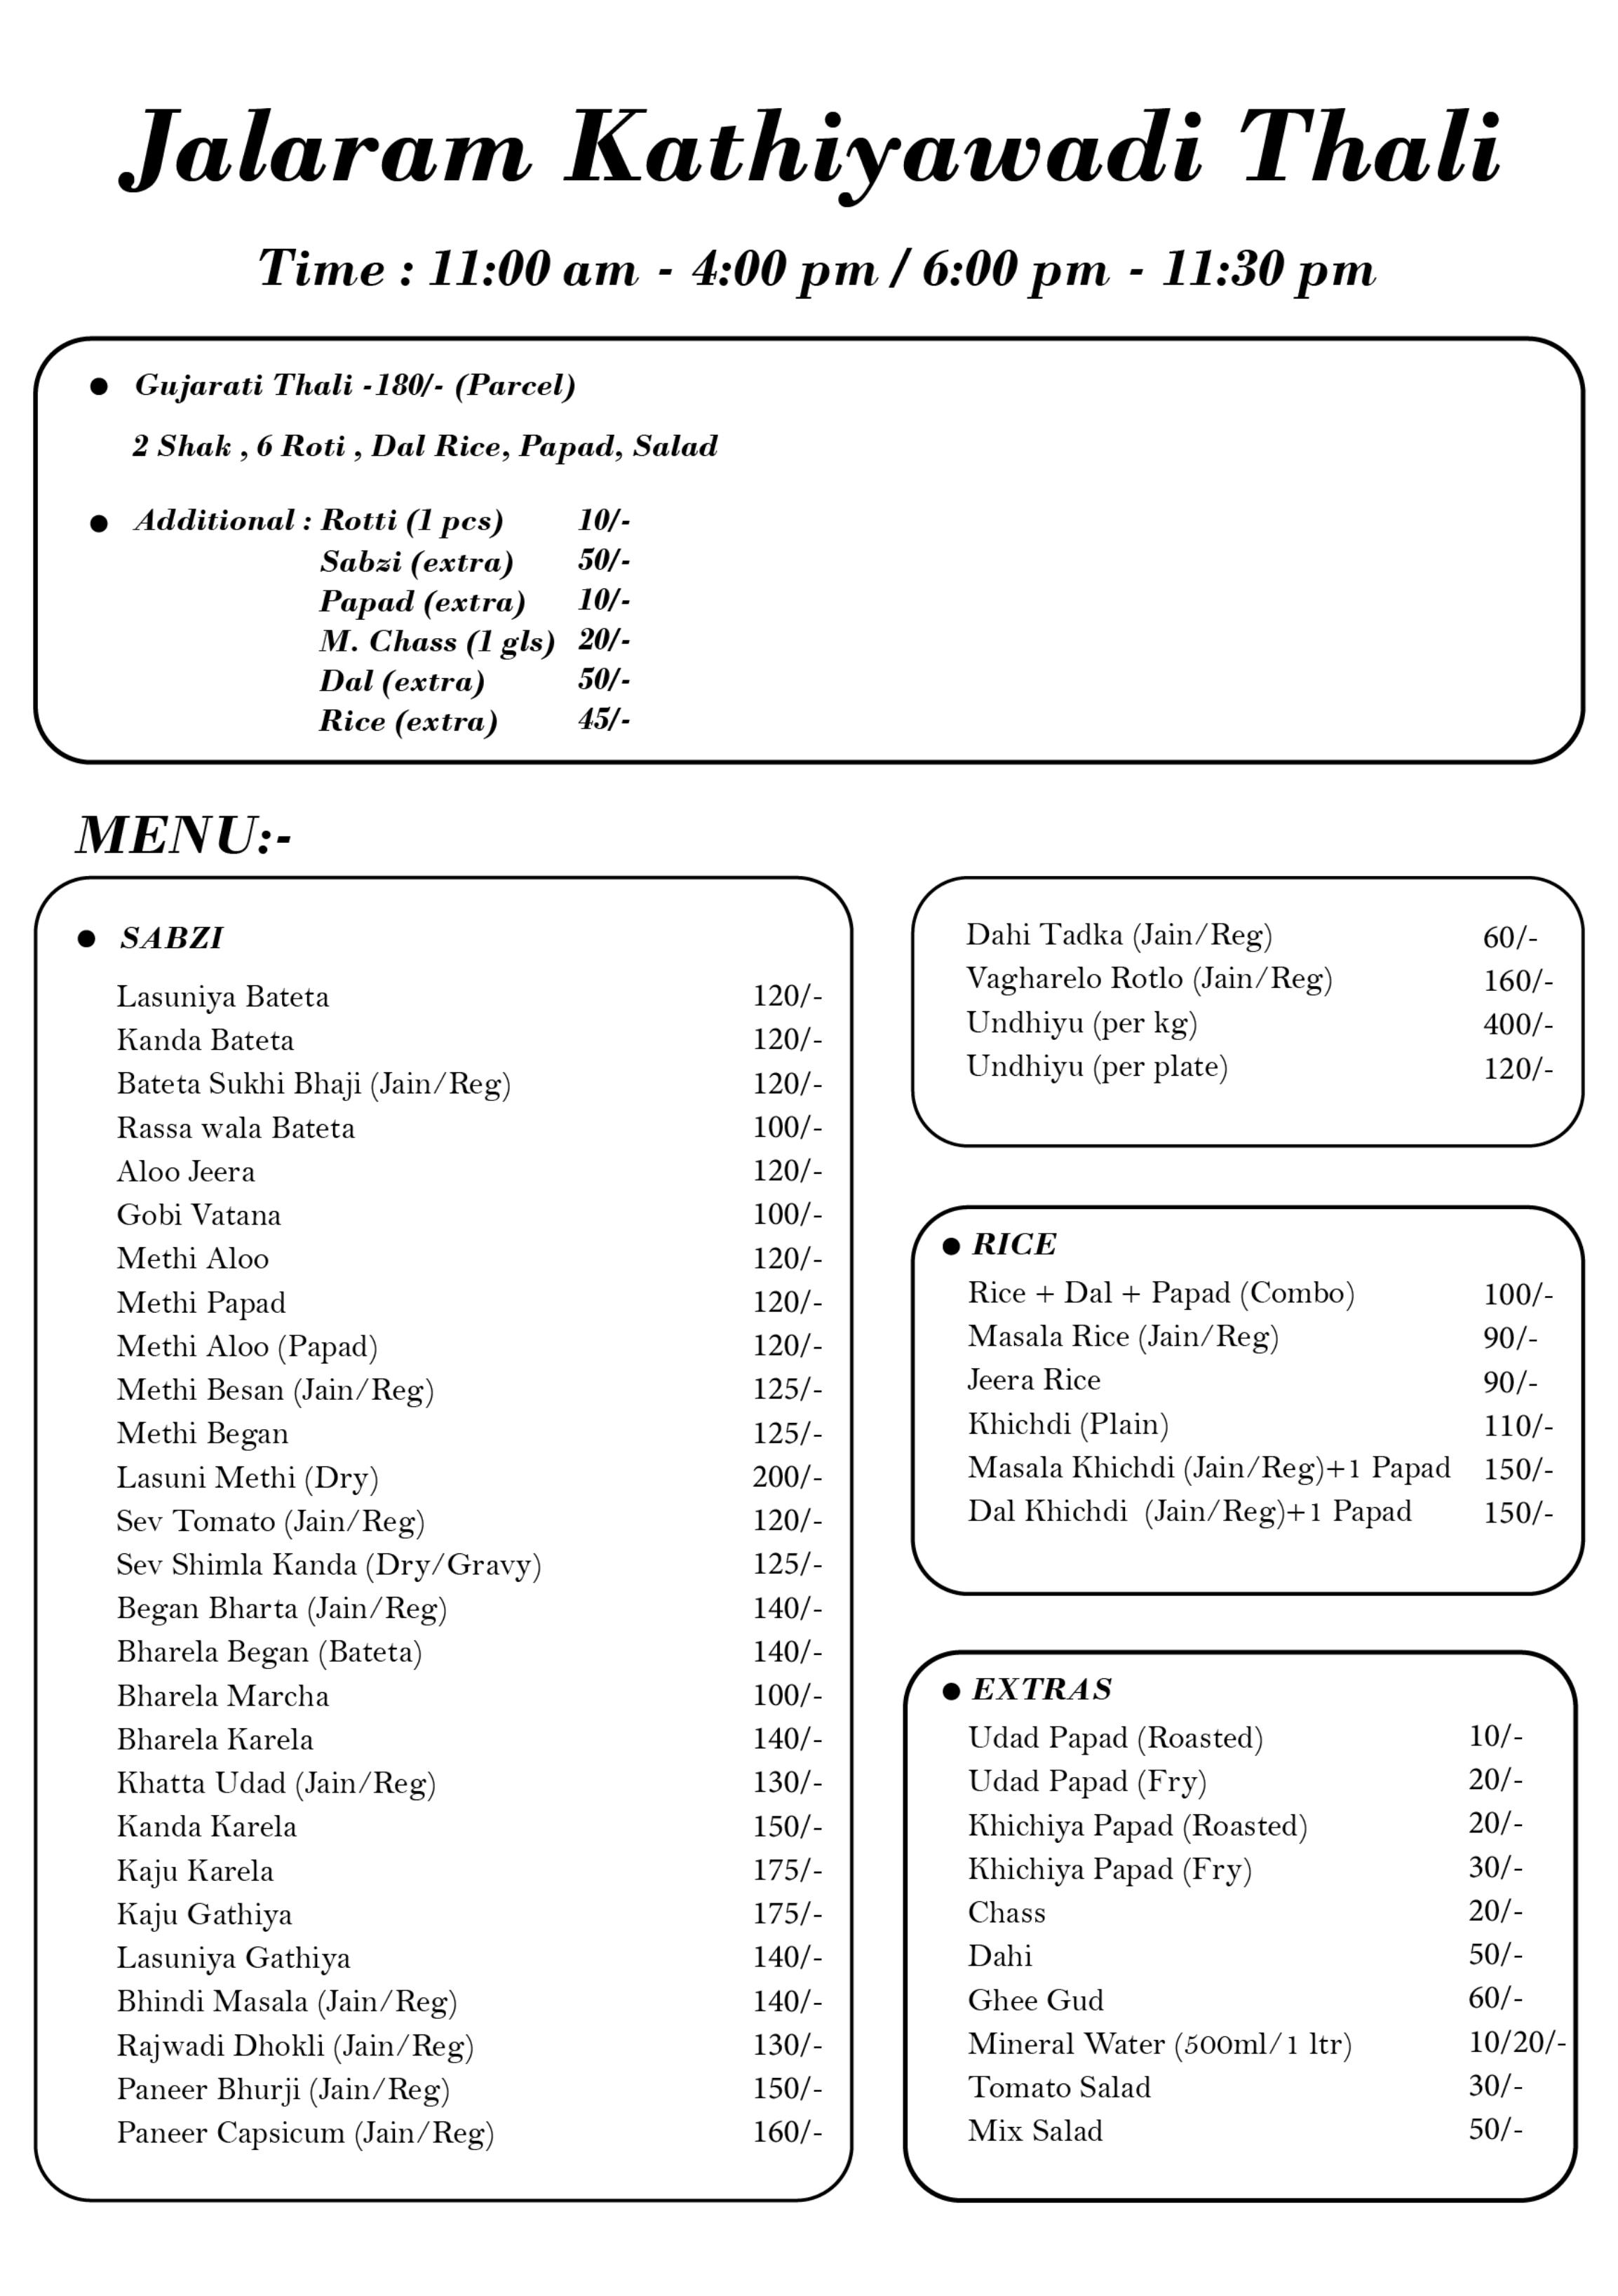 Jalaram Kathiyawadi Thali
Time : 11:00 am - 4:00 pm / 6:00 pm - 11:30 pm
● Gujarati Thali -180/- (Parcel)
2 Shak , 6 Roti , Dal Rice, Papad, Salad
● Additional : Rotti (1 pcs) 10/-
Sabzi (extra) 50/-
Papad (extra) 10/-
M. Chass (1 gls) 20/-
Dal (extra) 50/-
Rice (extra) 45/-
MENU:-
● SABZI
Lasuniya Bateta 120/-
Kanda Bateta 120/-
Bateta Sukhi Bhaji (Jain/Reg) 120/-
Rassa wala Bateta 100/-
Aloo Jeera 120/-
Gobi Vatana 100/-
Methi Aloo 120/-
Methi Papad 120/-
Methi Aloo (Papad) 120/-
Methi Besan (Jain/Reg) 125/-
Methi Began 125/-
Lasuni Methi (Dry) 200/-
Sev Tomato (Jain/Reg) 120/-
Sev Shimla Kanda (Dry/Gravy) 125/-
Began Bharta (Jain/Reg) 140/-
Bharela Began (Bateta) 140/-
Bharela Marcha 100/-
Bharela Karela 140/-
Khatta Udad (Jain/Reg) 130/-
Kanda Karela 150/-
Kaju Karela 175/-
Kaju Gathiya 175/-
Lasuniya Gathiya 140/-
Bhindi Masala (Jain/Reg) 140/-
Rajwadi Dhokli (Jain/Reg) 130/-
Paneer Bhurji (Jain/Reg) 150/-
Paneer Capsicum (Jain/Reg) 160/-
Dahi Tadka (Jain/Reg) 60/-
Vagharelo Rotlo (Jain/Reg) 160/-
Undhiyu (per kg) 400/-
Undhiyu (per plate) 120/-
● RICE
Rice + Dal + Papad (Combo) 100/-
Masala Rice (Jain/Reg) 90/-
Jeera Rice 90/-
Khichdi (Plain) 110/-
Masala Khichdi (Jain/Reg)+1 Papad 150/-
Dal Khichdi (Jain/Reg)+1 Papad 150/-
● EXTRAS
Udad Papad (Roasted) 10/-
Udad Papad (Fry) 20/-
Khichiya Papad (Roasted) 20/-
Khichiya Papad (Fry) 30/-
Chass 20/-
Dahi 50/-
Ghee Gud 60/-
Mineral Water (500ml/1 ltr) 10/20/-
Tomato Salad 30/-
Mix Salad 50/-